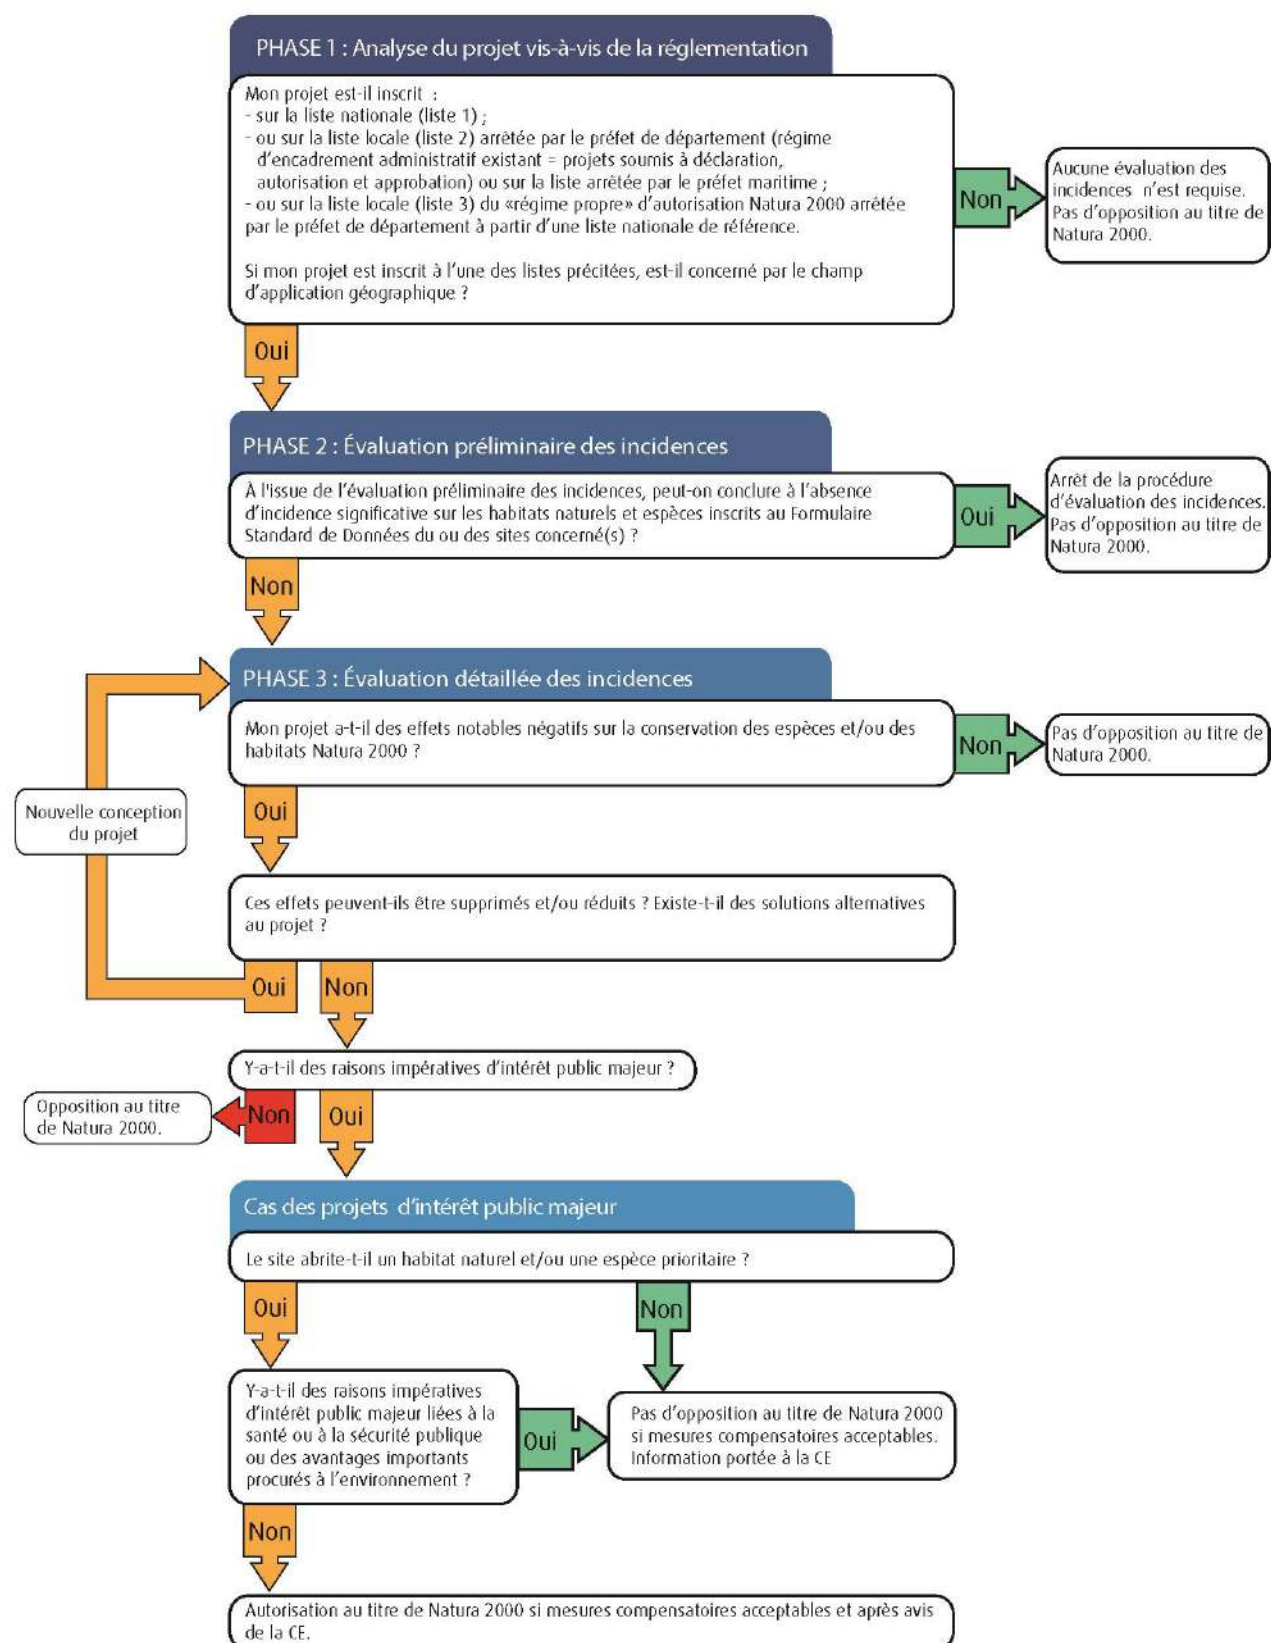 PHASE 1 : Analyse du projet vis-à-vis de la réglementation
Mon projet est-il inscrit :
- sur la liste nationale (liste 1) ;
- ou sur la liste locale (liste 2) arrêtée par le préfet de département (régime
d'encadrement administratif existant = projets soumis à déclaration,
autorisation et approbation) ou sur la liste arrêtée par le préfet maritime ;
- ou sur la liste locale (liste 3) du «régime propre» d'autorisation Natura 2000 arrêtée
par le préfet de département à partir d'une liste nationale de référence.
Si mon projet est inscrit à l'une des listes précitées, est-il concerné par le champ
d'application géographique ?
Non
Aucune évaluation des
incidences n'est requise.
Pas d'opposition au titre de
Natura 2000.
Oui
PHASE 2 : Évaluation préliminaire des incidences
À l'issue de l'évaluation préliminaire des incidences, peut-on conclure à l'absence
d'incidence significative sur les habitats naturels et espèces inscrits au Formulaire
Standard de Données du ou des sites concerné(s) ?
Oui
Arrêt de la procédure
d'évaluation des incidences.
Pas d'opposition au titre de
Natura 2000.
Non
PHASE 3 : Évaluation détaillée des incidences
Mon projet a-t-il des effets notables négatifs sur la conservation des espèces et/ou des
habitats Natura 2000 ?
Non
Pas d'opposition au titre de
Natura 2000.
Nouvelle conception
du projet
Oui
Ces effets peuvent-ils être supprimés et/ou réduits ? Existe-t-il des solutions alternatives
au projet ?
Oui
Non
Y-a-t-il des raisons impératives d'intérêt public majeur ?
Opposition au titre
de Natura 2000.
Non
Oui
Cas des projets d'intérêt public majeur
Le site abrite-t-il un habitat naturel et/ou une espèce prioritaire ?
Oui
Non
Y-a-t-il des raisons impératives
d'intérêt public majeur liées à la
santé ou à la sécurité publique
ou des avantages importants
procurés à l'environnement ?
Oui
Pas d'opposition au titre de Natura 2000
si mesures compensatoires acceptables.
Information portée à la CE
Non
Autorisation au titre de Natura 2000 si mesures compensatoires acceptables et après avis
de la CE.